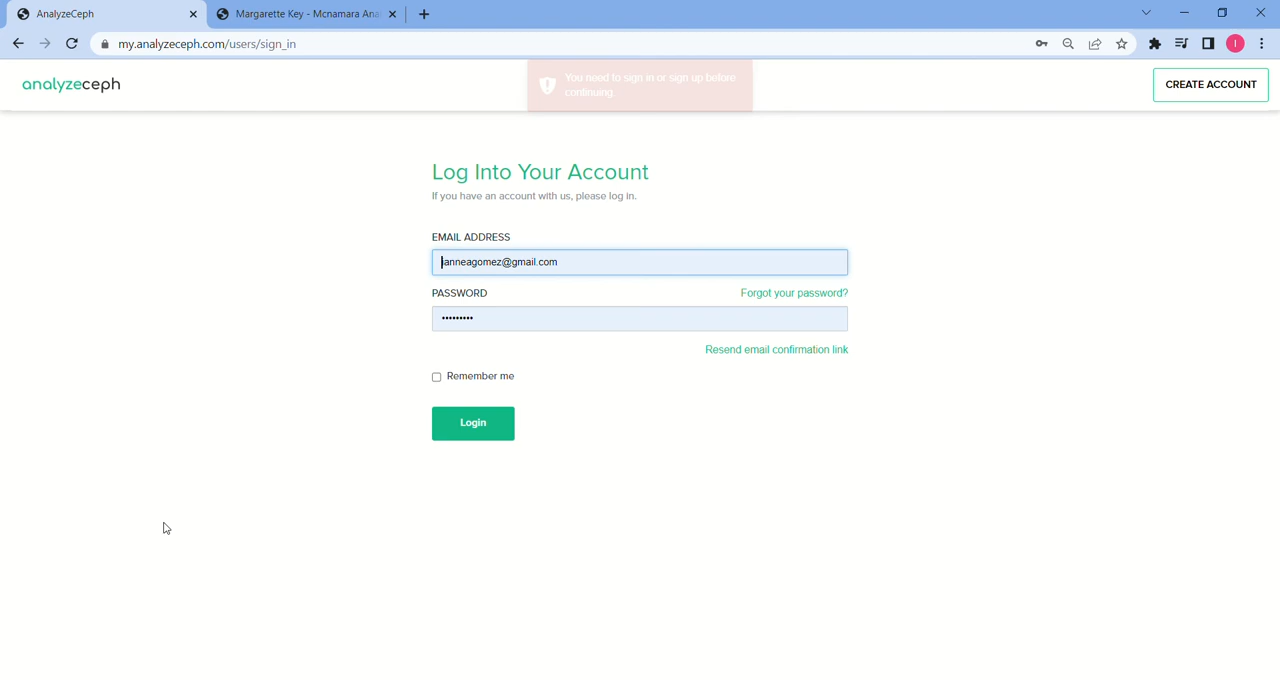 AnalyzeCeph
Margarette Key - Mcnamara Ana
my.analyzeceph.com/users/sign_in
I
analyzeceph
You need to sign in or sign up before
continuing.
CREATE ACCOUNT
Log Into Your Account
If you have an account with us, please log in.
EMAIL ADDRESS
janneagomez@gmail.com
PASSWORD
Forgot your password?
•••••••••
Resend email confirmation link
Remember me
Login